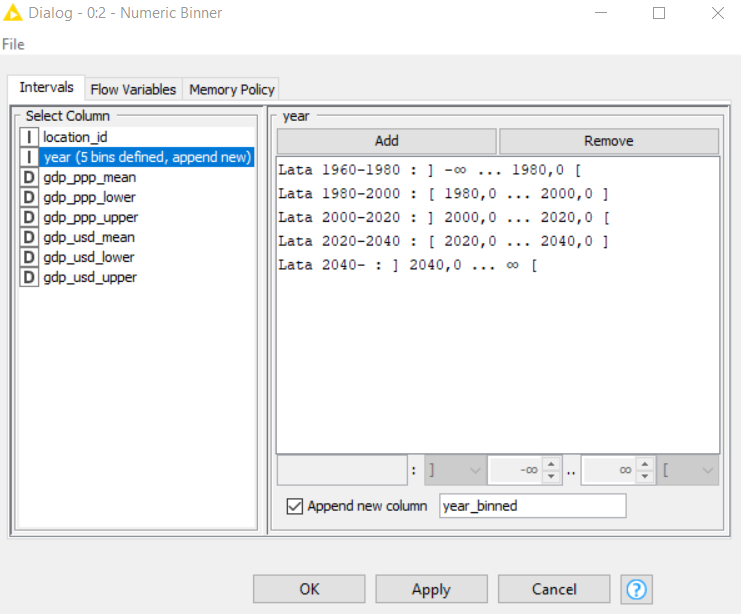 Dialog - 0:2 - Numeric Binner
File
Intervals Flow Variables Memory Policy
Select Column
I location_id
I year (5 bins defined, append new)
D gdp_ppp_mean
D gdp_ppp_lower
D gdp_ppp_upper
D gdp_usd_mean
D gdp_usd_lower
D gdp_usd_upper
year
Add Remove
Lata 1960-1980 : ] -∞ ... 1980,0 [
Lata 1980-2000 : [ 1980,0 ... 2000,0 ]
Lata 2000-2020 : ] 2000,0 ... 2020,0 [
Lata 2020-2040 : [ 2020,0 ... 2040,0 ]
Lata 2040- : ] 2040,0 ... ∞ [
: ] -∞ .. ∞ [
Append new column year_binned
OK Apply Cancel ?